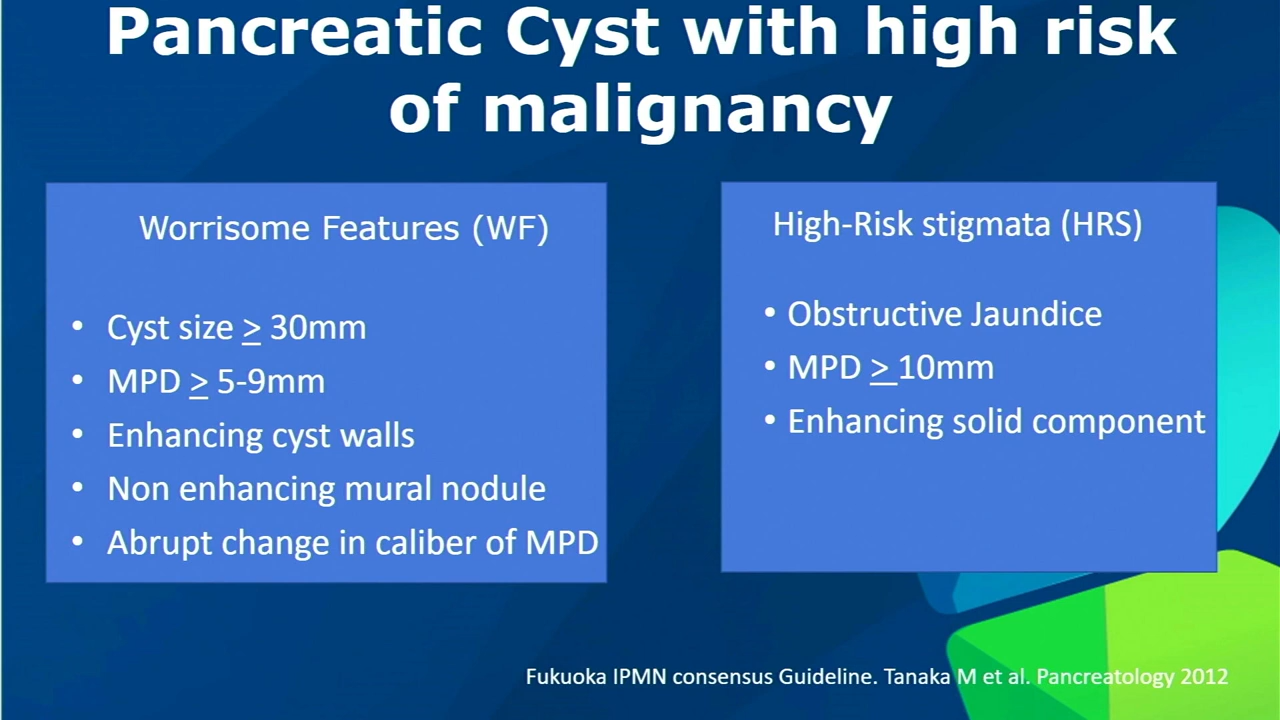 Pancreatic Cyst with high risk
of malignancy
Worrisome Features (WF)
• Cyst size ≥ 30mm
• MPD ≥ 5-9mm
• Enhancing cyst walls
• Non enhancing mural nodule
• Abrupt change in caliber of MPD
High-Risk stigmata (HRS)
• Obstructive Jaundice
• MPD ≥ 10mm
• Enhancing solid component
Fukuoka IPMN consensus Guideline. Tanaka M et al. Pancreatology 2012